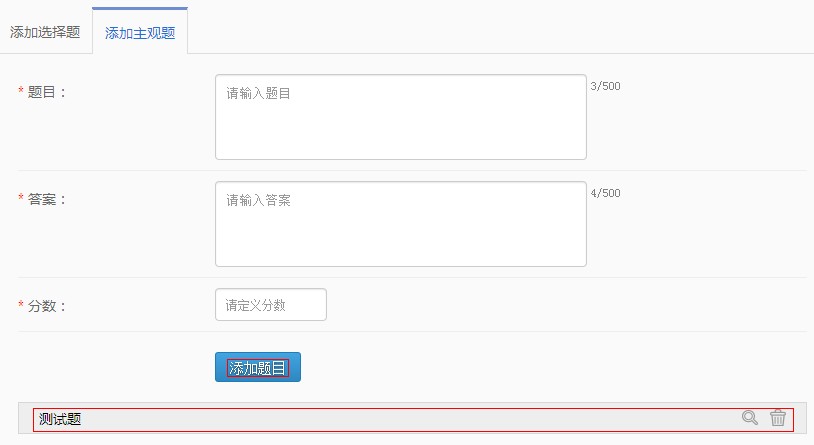 添加选择题 添加主观题
* 题目：
请输入题目
3/500
* 答案：
请输入答案
4/500
* 分数：
请定义分数
添加题目
测试题